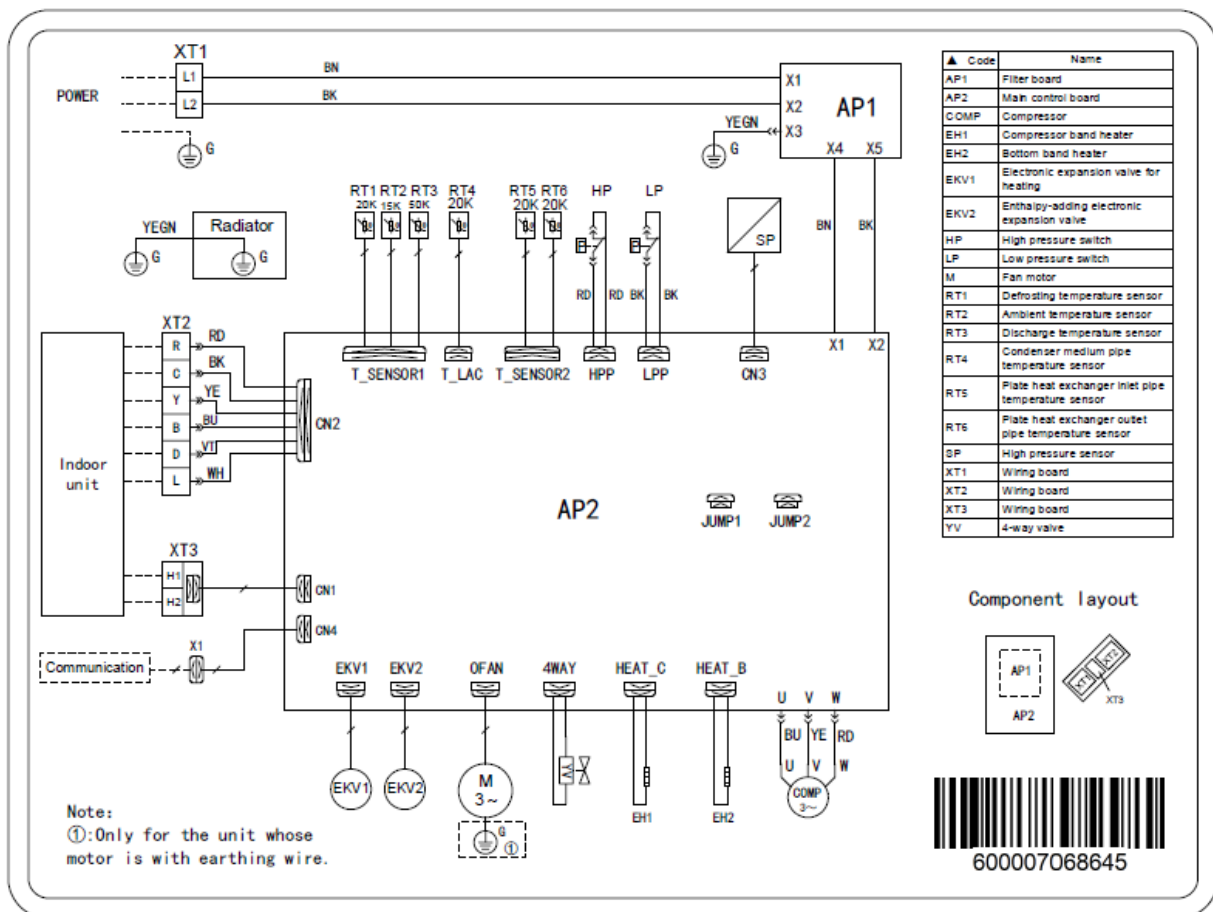 XT1
POWER
L1
BN
X1
L2
BK
X2
AP1
YEGN
X3
G
G
X4
X5
RT1
RT2
RT3
RT4
RT5
RT6
HP
LP
20K
15K
50K
20K
20K
20K
SP
BN
BK
YEGN
Radiator
G
G
RD
RD
BK
BK
XT2
R
RD
C
BK
Y
YE
B
BU
D
VT
L
WH
CN2
Indoor
unit
T_SENSOR1
T_LAC
T_SENSOR2
HPP
LPP
CN3
X1
X2
AP2
JUMP1
JUMP2
XT3
H1
H2
CN1
CN4
X1
Communication
EKV1
EKV2
OFAN
4WAY
HEAT_C
HEAT_B
U
V
W
BU
YE
RD
U
V
W
EKV1
EKV2
M
3~
YV
EH1
EH2
COMP
3~
G
①
Note:
①:Only for the unit whose
motor is with earthing wire.
▲ Code
Name
AP1
Filter board
AP2
Main control board
COMP
Compressor
EH1
Compressor band heater
EH2
Bottom band heater
EKV1
Electronic expansion valve for
heating
EKV2
Enthalpy-adding electronic
expansion valve
HP
High pressure switch
LP
Low pressure switch
M
Fan motor
RT1
Defrosting temperature sensor
RT2
Ambient temperature sensor
RT3
Discharge temperature sensor
RT4
Condenser medium pipe
temperature sensor
RT5
Plate heat exchanger inlet pipe
temperature sensor
RT6
Plate heat exchanger outlet
pipe temperature sensor
SP
High pressure sensor
XT1
Wiring board
XT2
Wiring board
XT3
Wiring board
YV
4-way valve
Component layout
AP1
AP2
XT1
XT2
XT3
600007068645